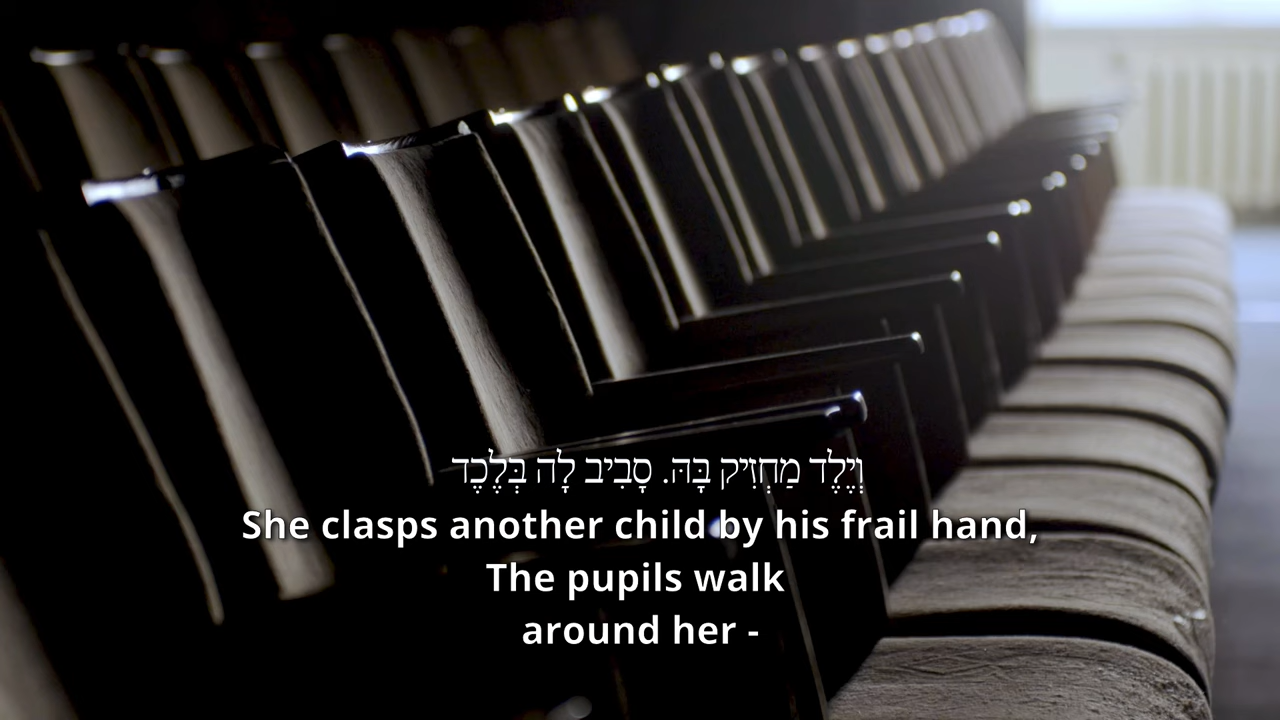 וְיֶלֶד מַחְזִיק בָּהּ. סָבִיב לָהּ בְּלֶכֶד
She clasps another child by his frail hand,
The pupils walk
around her -